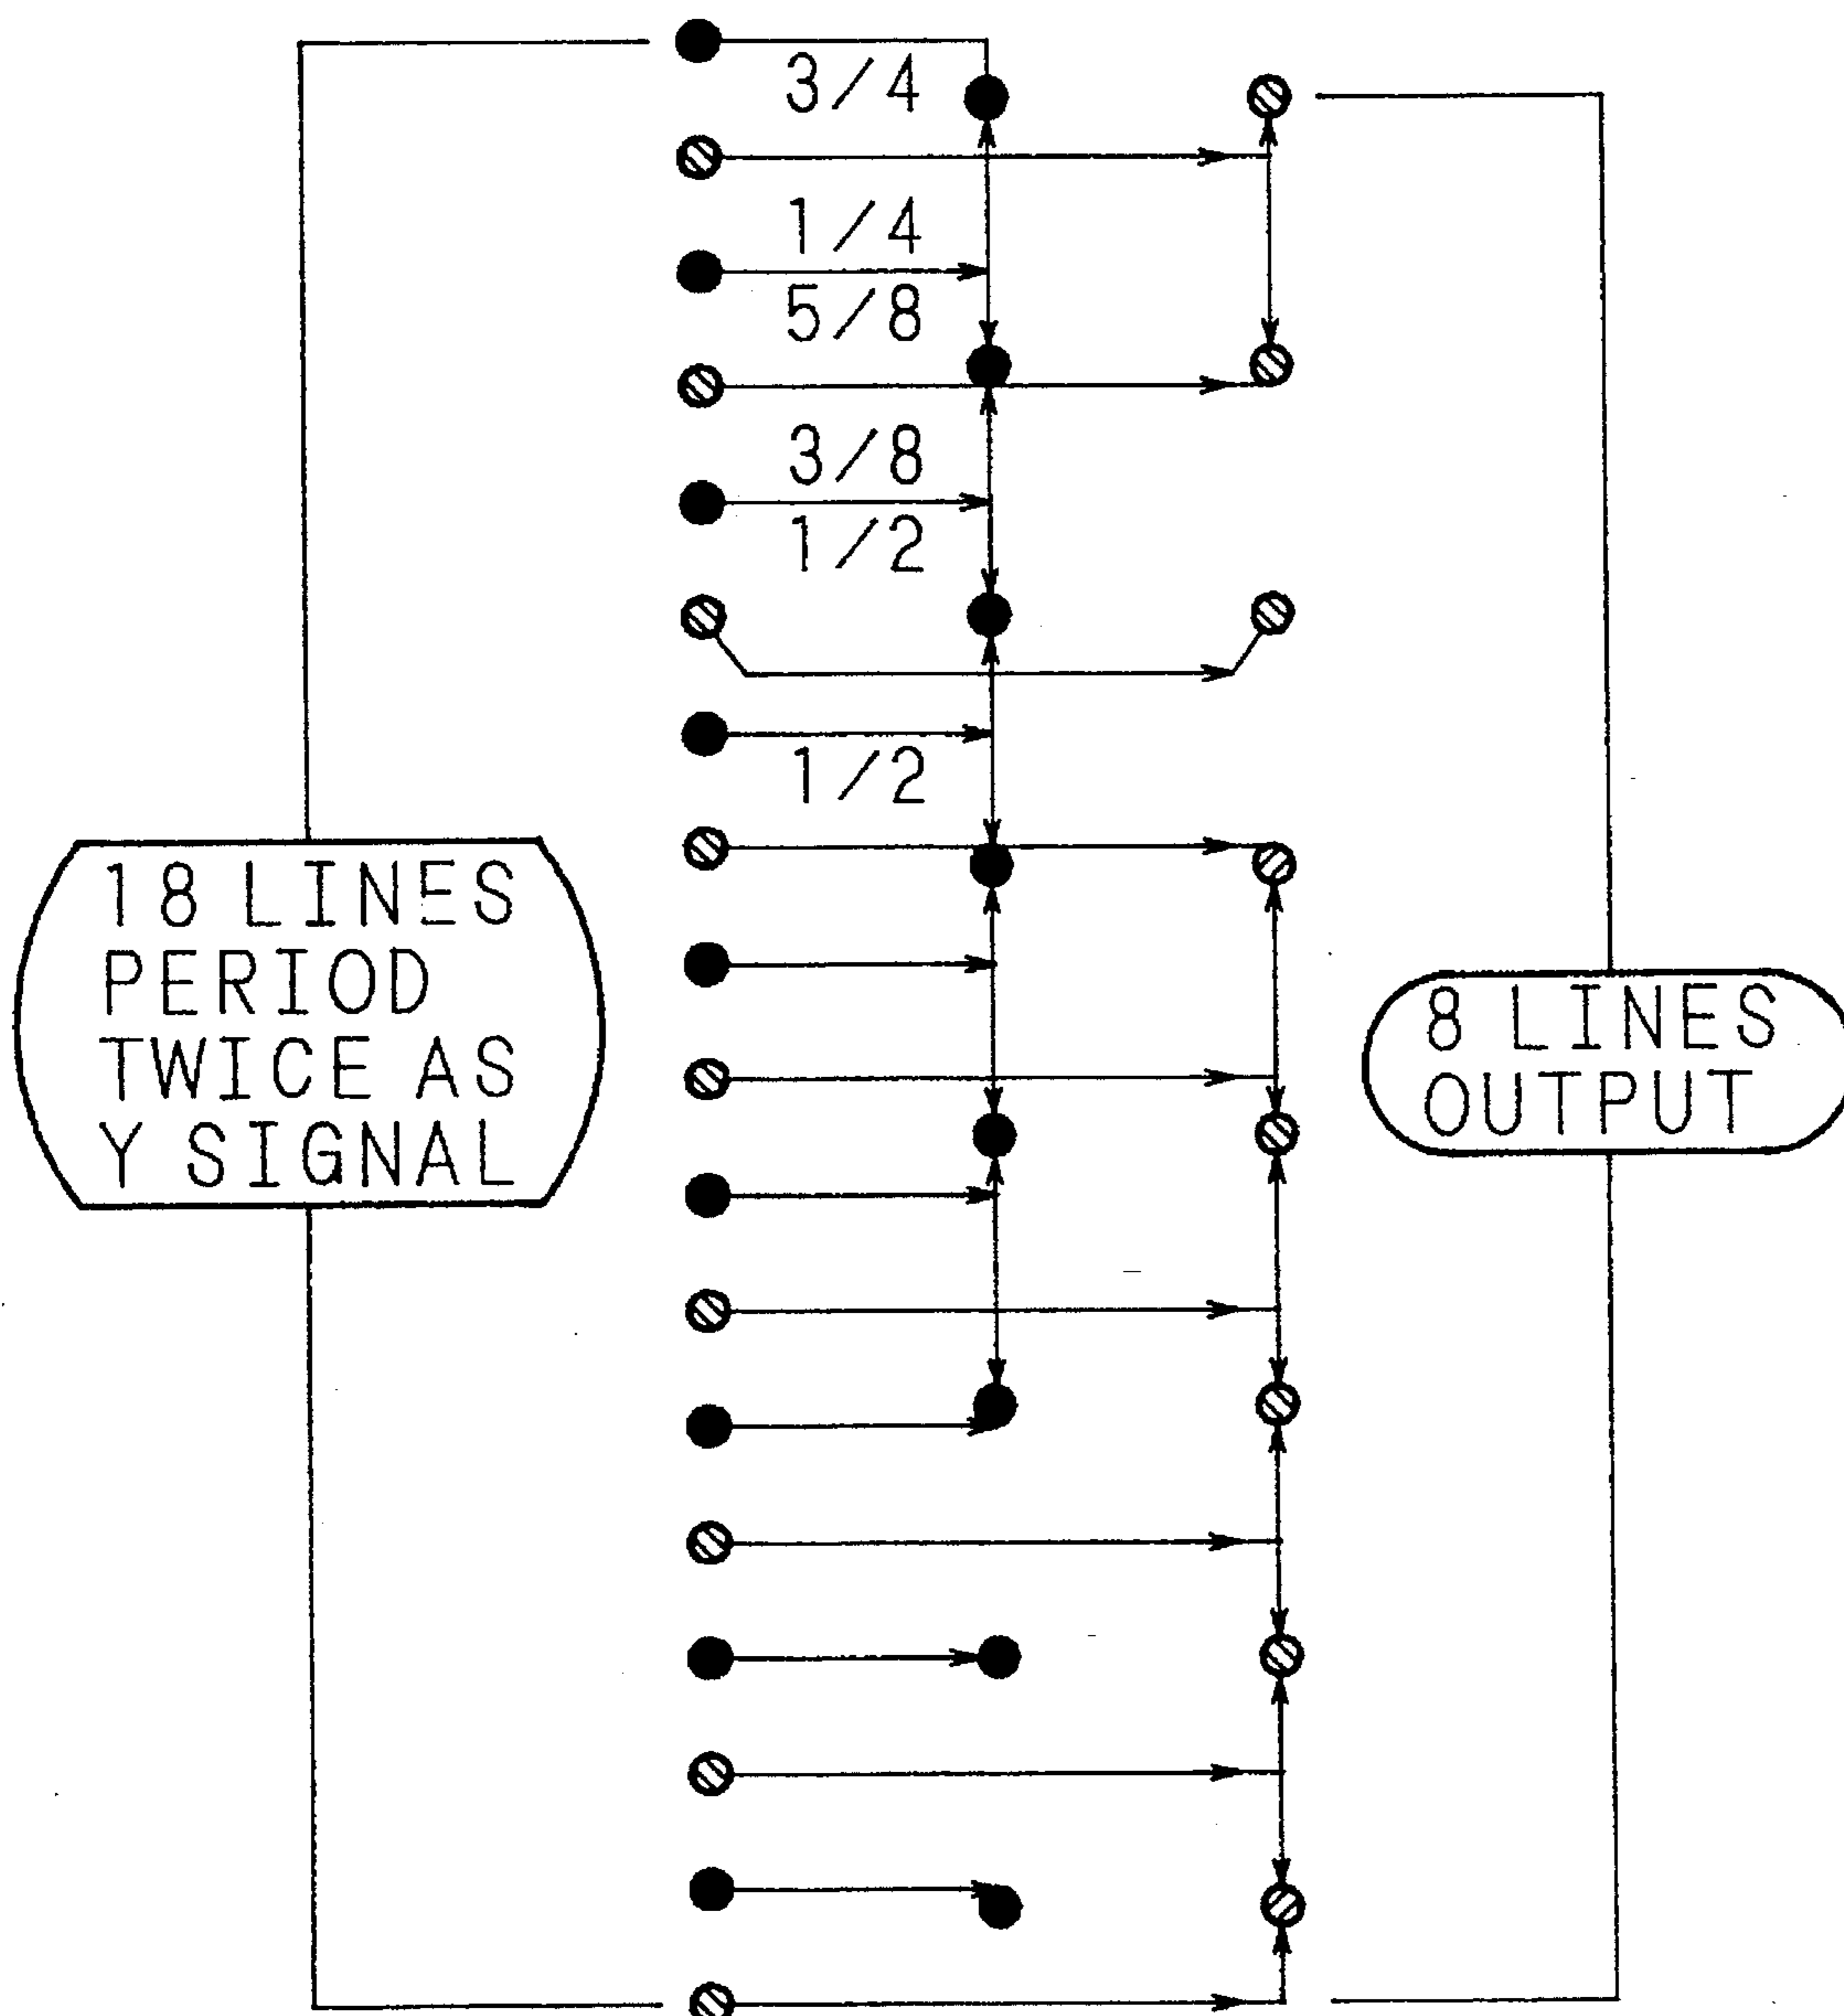 3/4
1/4
5/8
3/8
1/2
1/2
18 LINES
PERIOD
TWICE AS
Y SIGNAL
8 LINES
OUTPUT